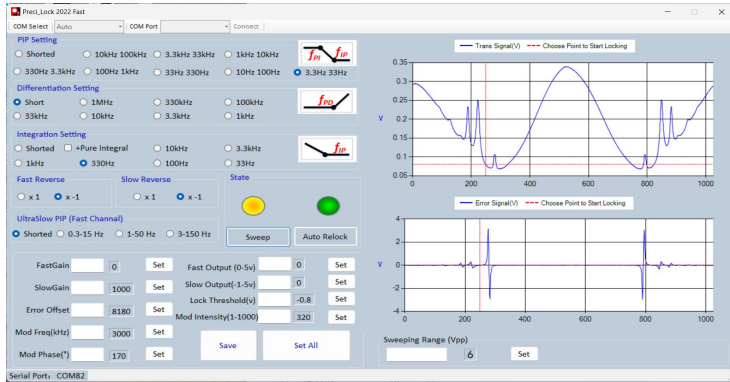 Preci_Lock 2022 Fast
COM Select Auto COM Port Connect
PIP Setting
Shorted 10kHz 100kHz 3.3kHz 33kHz 1kHz 10kHz fPI fIP
330Hz 3.3kHz 100Hz 1kHz 33Hz 330Hz 10Hz 100Hz 3.3Hz 33Hz
Differentiation Setting
Short 1MHz 330kHz 100kHz fPD
33kHz 10kHz 3.3kHz 1kHz
Integration Setting
Shorted +Pure Integral 10kHz 3.3kHz fIP
1kHz 330Hz 100Hz 33Hz
Fast Reverse Slow Reverse State
x 1 x -1 x 1 x -1
UltraSlow PIP (Fast Channel)
Shorted 0.3-15 Hz 1-50 Hz 3-150 Hz Sweep Auto Relock
FastGain 0 Set Fast Output (0-5v) 0 Set
SlowGain 1000 Set Slow Output(-1-5v) 0 Set
Error Offset 8180 Set Lock Threshold(v) -0.8 Set
Mod Freq(kHz) 3000 Set Mod Intensity(1-1000) 320 Set
Mod Phase(°) 170 Set Save Set All
Trans Signal(V) Choose Point to Start Locking
0.35
0.3
0.25
V 0.2
0.15
0.1
0.05
0 200 400 600 800 1000
Error Signal(V) Choose Point to Start Locking
4
2
V 0
-2
-4
0 200 400 600 800 1000
Sweeping Range (Vpp)
6 Set
Serial Port: COM82